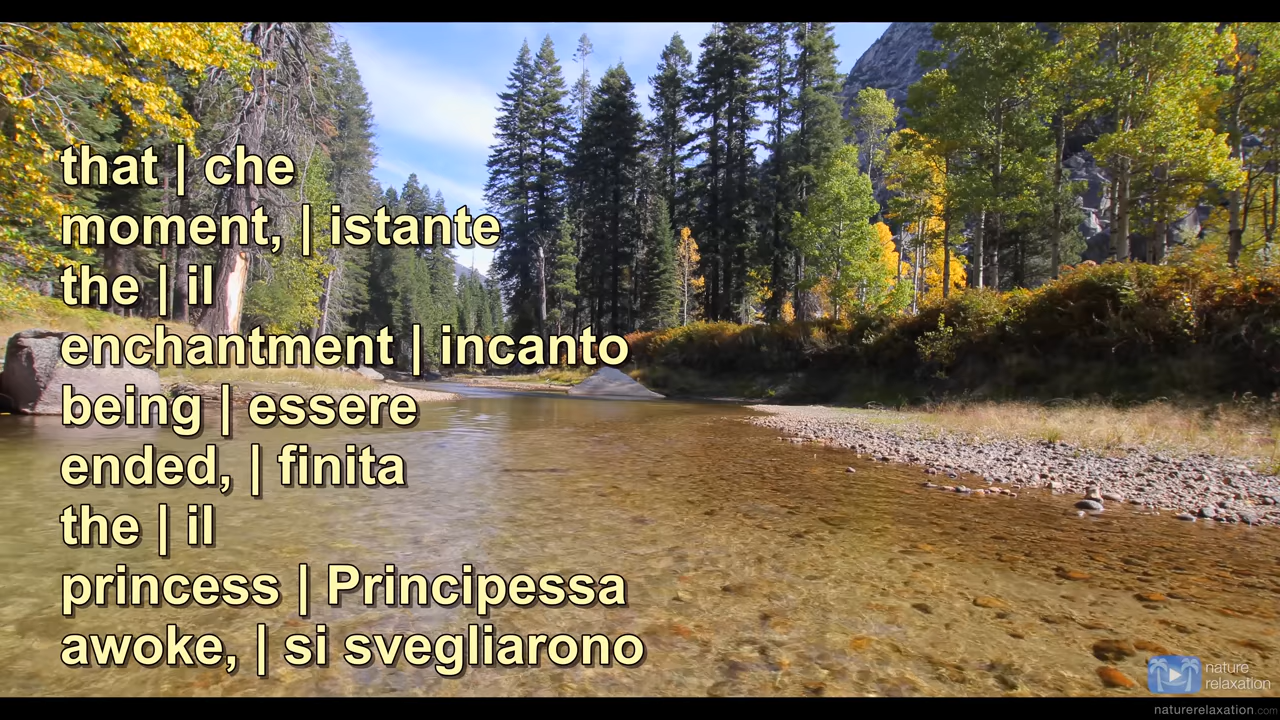 that | che
moment, | istante
the | il
enchantment | incanto
being | essere
ended, | finita
the | il
princess | Principessa
awoke, | si svegliarono
nature
relaxation
naturerelaxation.com